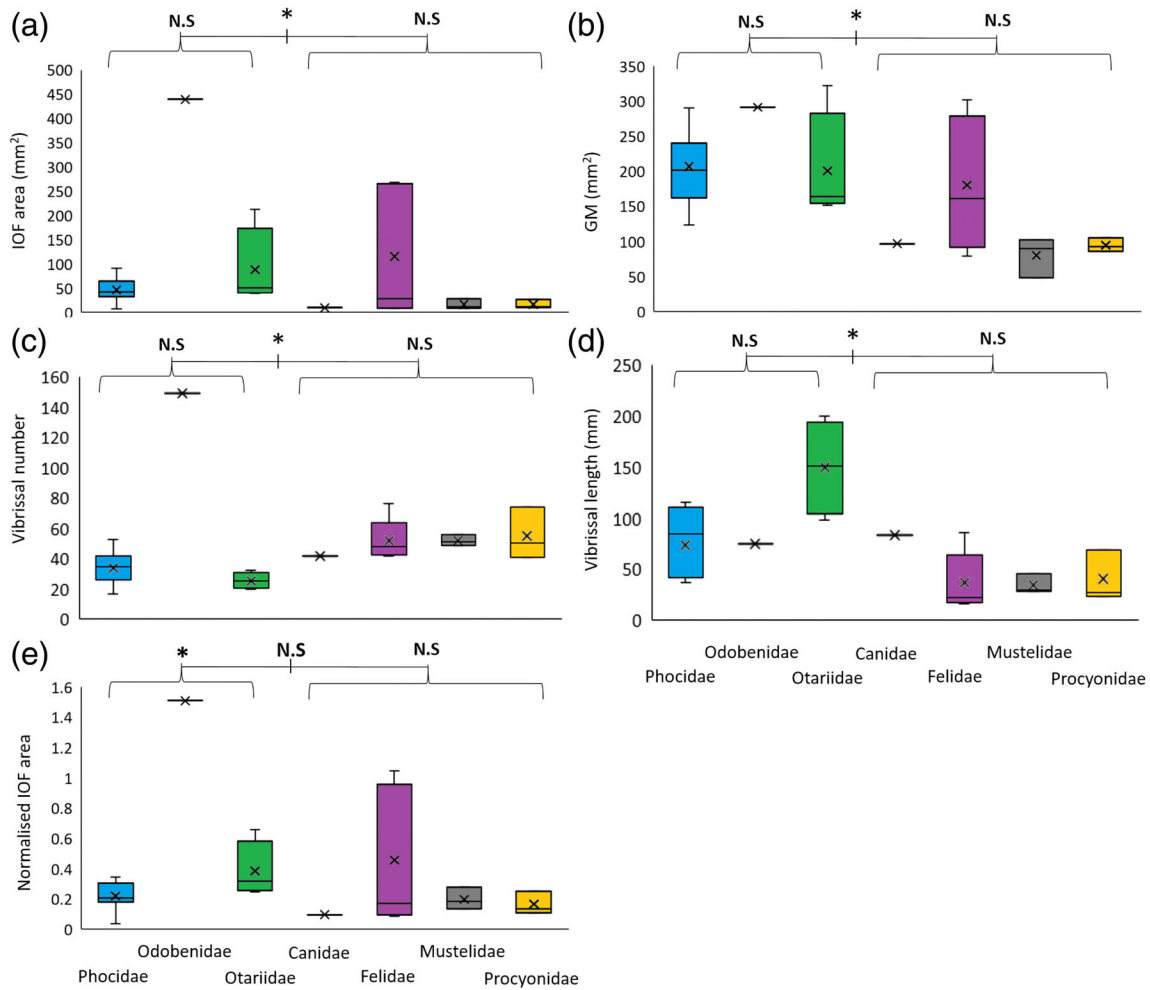 (a)
N.S * N.S
IOF area (mm²)
500
450
400
350
300
250
200
150
100
50
0
(b)
N.S * N.S
GM (mm²)
350
300
250
200
150
100
50
0
(c)
N.S * N.S
Vibrissal number
160
140
120
100
80
60
40
20
0
(d)
N.S * N.S
Vibrissal length (mm)
250
200
150
100
50
0
Odobenidae Canidae Mustelidae
Phocidae Otariidae Felidae Procyonidae
(e)
* N.S N.S
Normalised IOF area
1.6
1.4
1.2
1
0.8
0.6
0.4
0.2
0
Odobenidae Canidae Mustelidae
Phocidae Otariidae Felidae Procyonidae